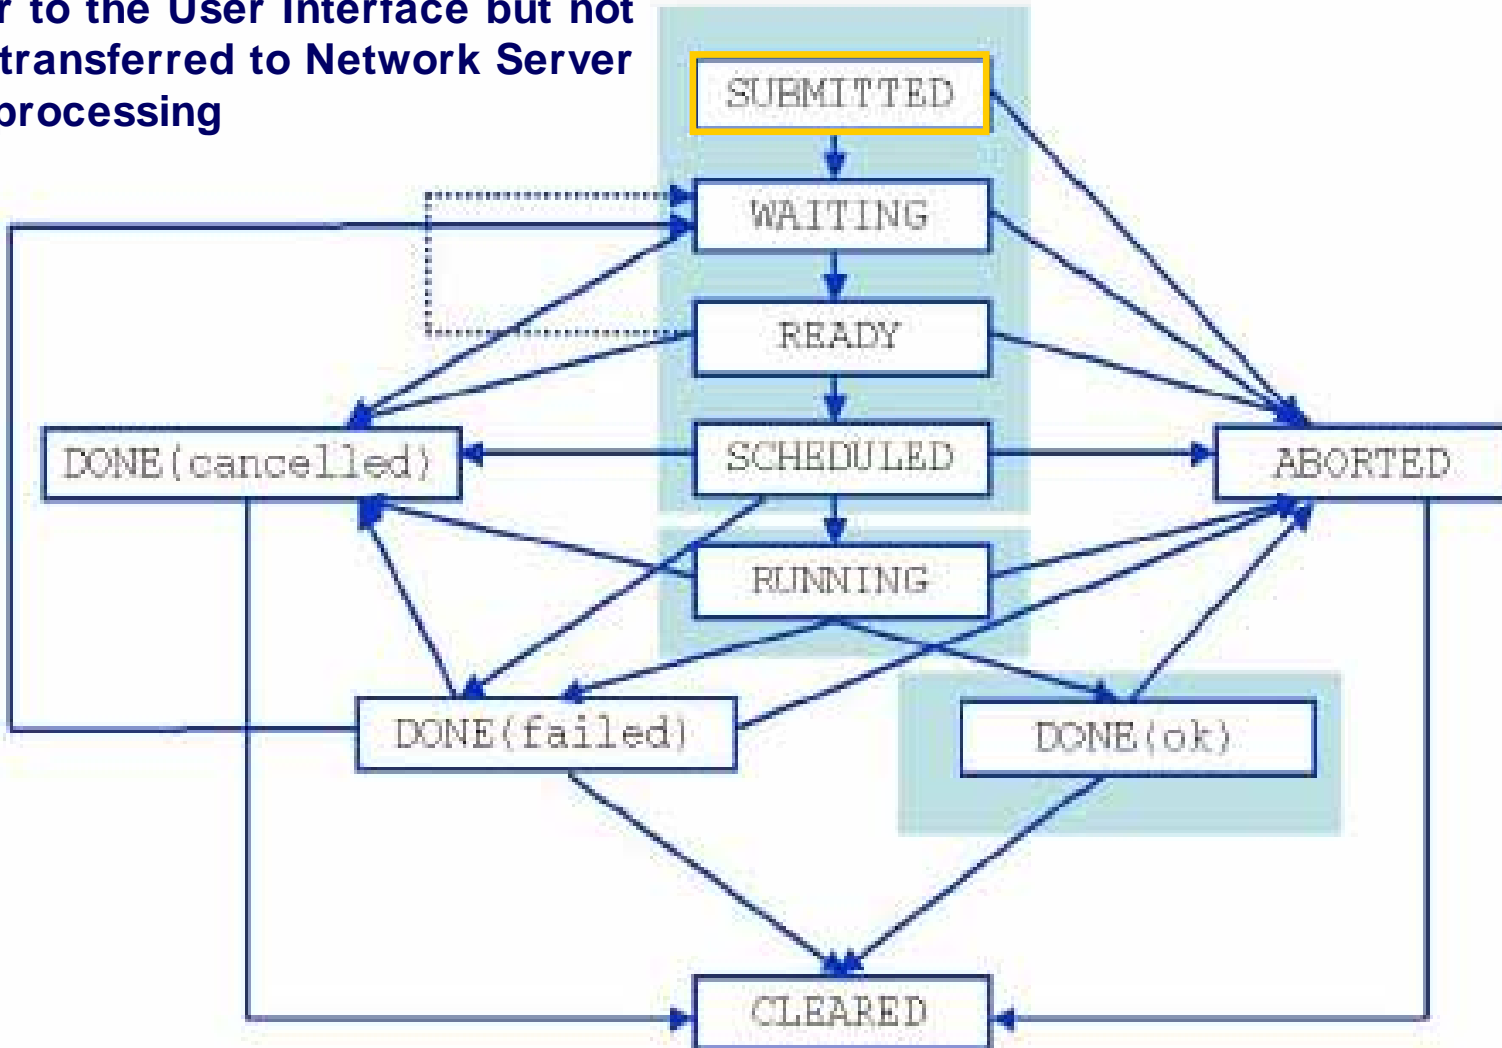 r to the User Interface but not
transferred to Network Server
processing
SUBMITTED
WAITING
READY
DONE(cancelled)
SCHEDULED
ABORTED
RUNNING
DONE(failed)
DONE(ok)
CLEARED